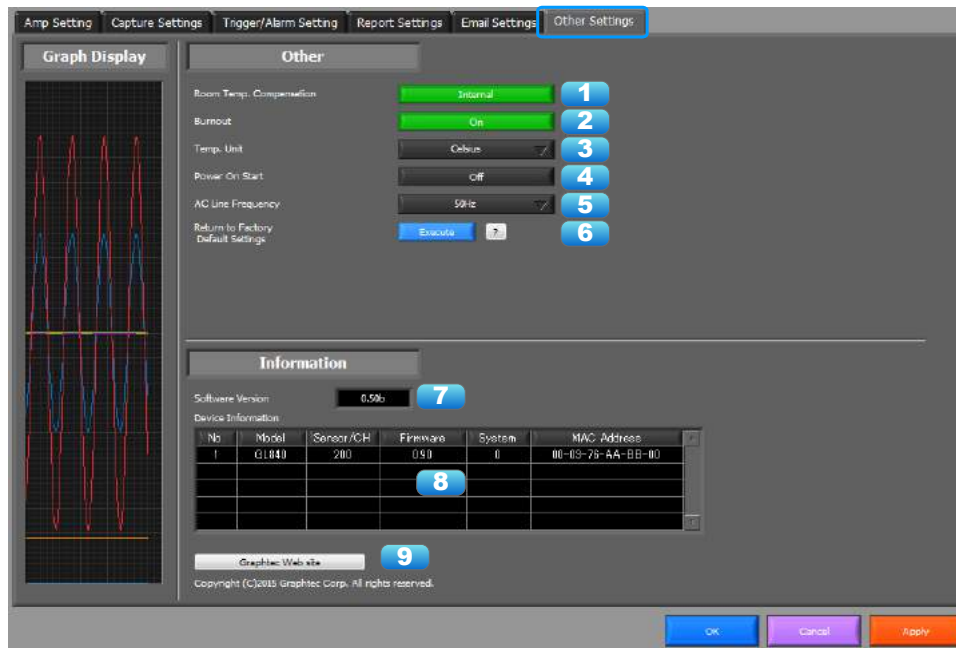 Amp Setting Capture Settings Trigger/Alarm Setting Report Settings Email Settings Other Settings
Graph Display
Other
Room Temp. Compensation Internal 1
Burnout On 2
Temp. Unit Celsius 3
Power On Start Off 4
AC Line Frequency 50Hz 5
Return to Factory
Default Settings Execute ? 6
Information
Software Version 0.50b 7
Device Information
No Model Sensor/CH Firmware System MAC Address
1 GL840 200 0.90 0 00-09-76-AA-BB-00
8
Graphtec Web site 9
Copyright (C)2015 Graphtec Corp. All rights reserved.
OK Cancel Apply